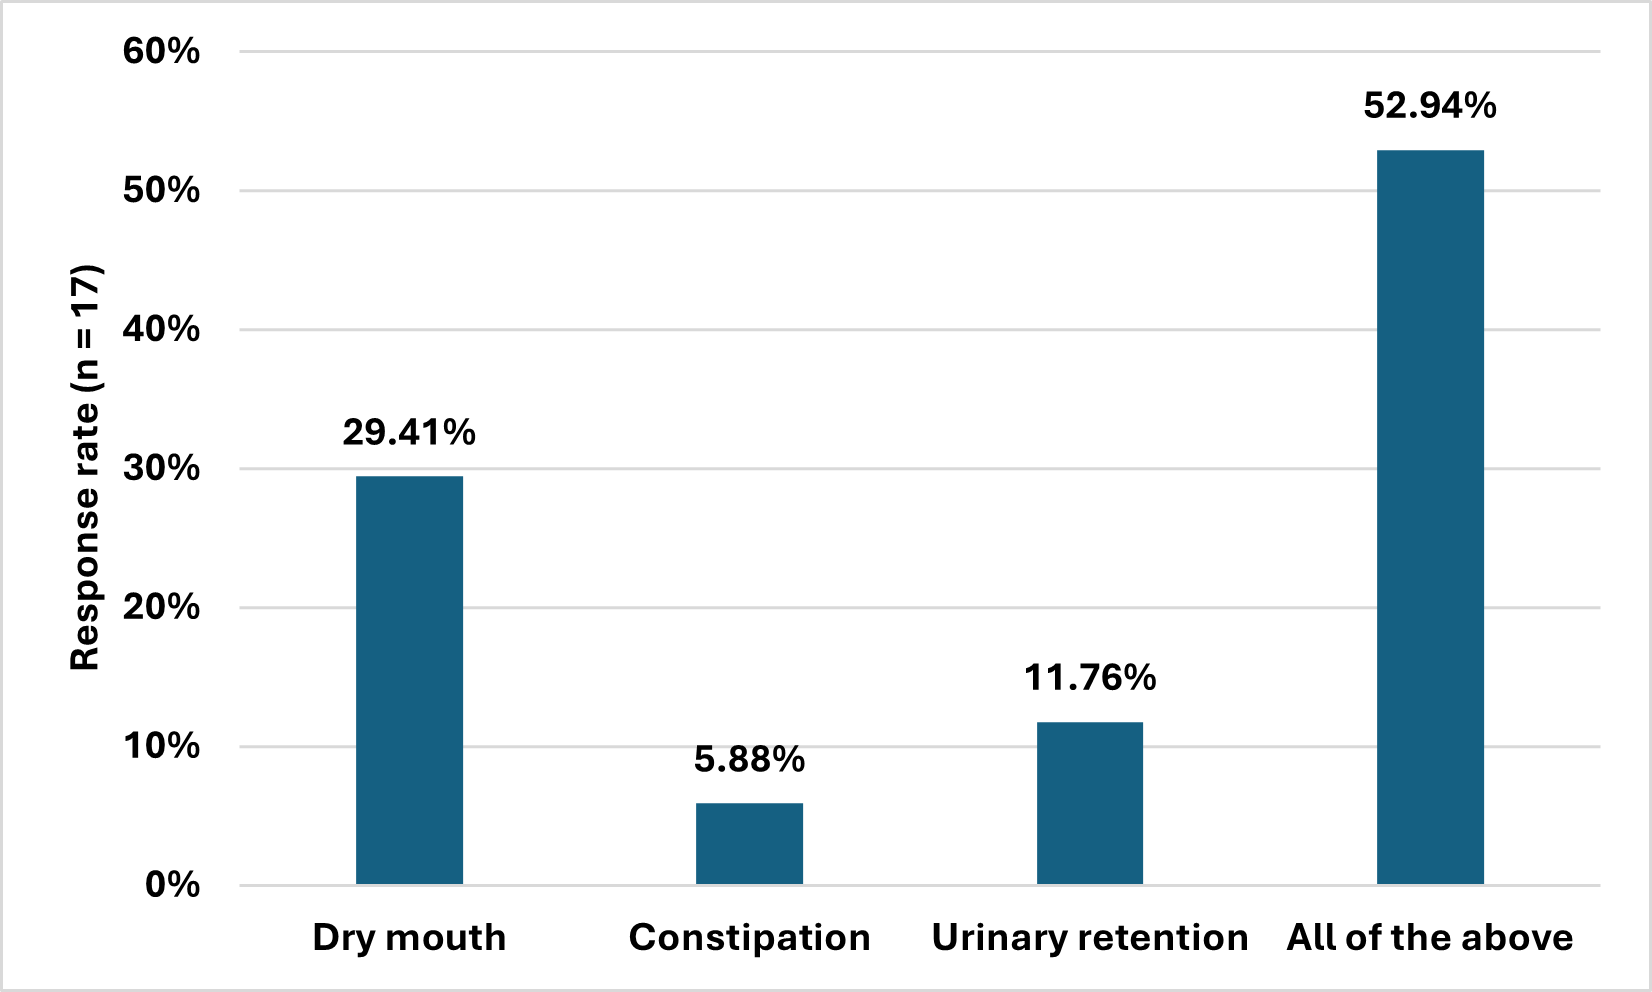 60%
50%
40%
30%
20%
10%
0%
Response rate (n = 17)
29.41%
5.88%
11.76%
52.94%
Dry mouth
Constipation
Urinary retention
All of the above